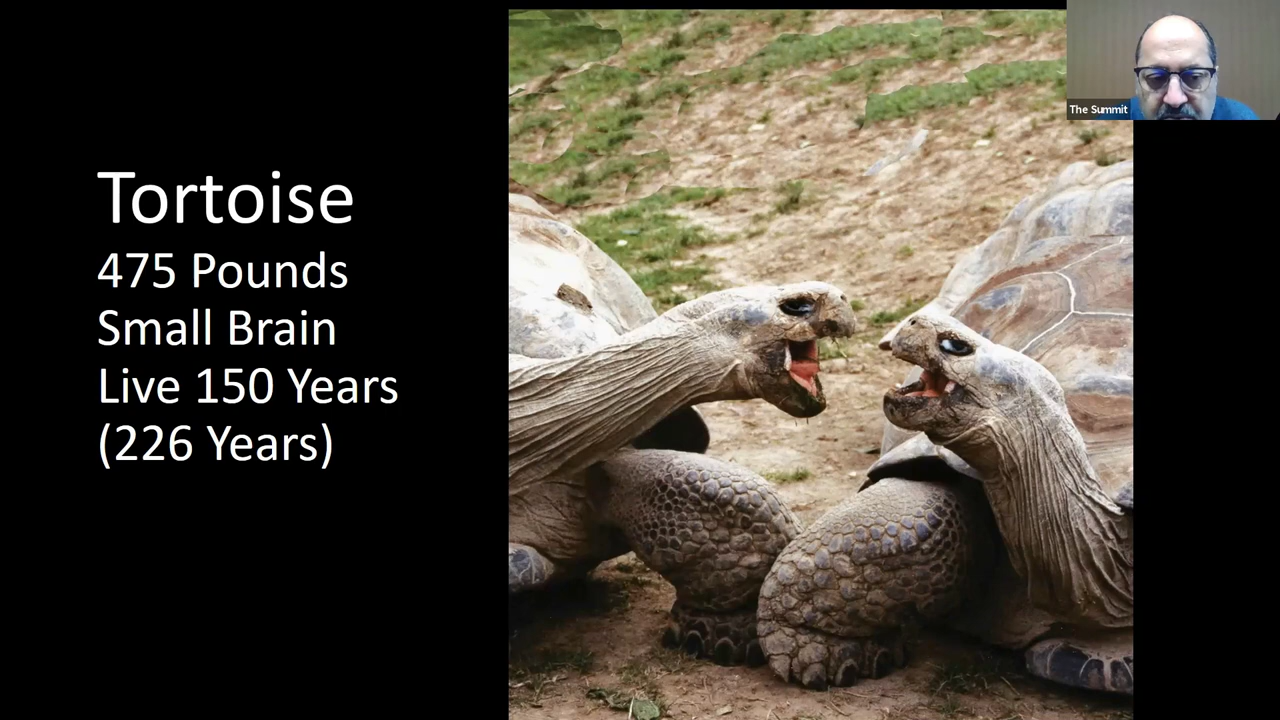 Tortoise
475 Pounds
Small Brain
Live 150 Years
(226 Years)
The Summit